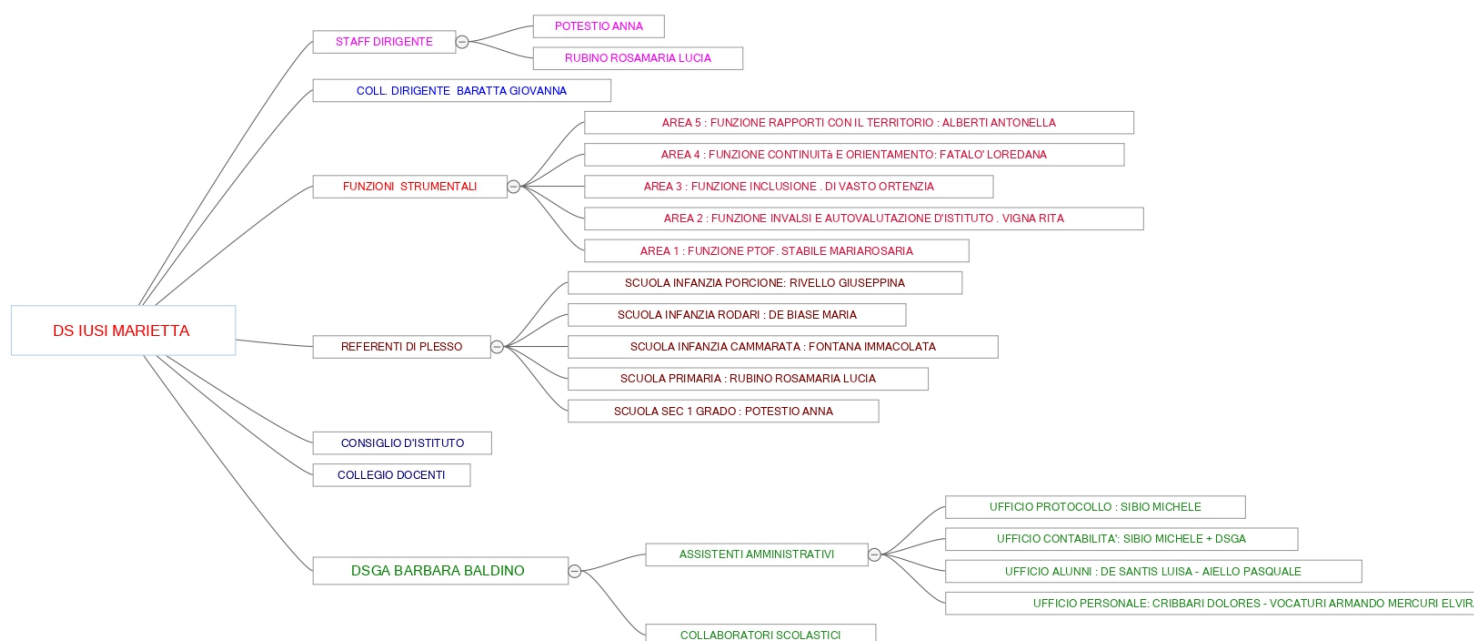 POTESTIO ANNA
STAFF DIRIGENTE
RUBINO ROSAMARIA LUCIA
COLL. DIRIGENTE BARATTA GIOVANNA
AREA 5 : FUNZIONE RAPPORTI CON IL TERRITORIO : ALBERTI ANTONELLA
AREA 4 : FUNZIONE CONTINUITà E ORIENTAMENTO: FATALO' LOREDANA
FUNZIONI STRUMENTALI
AREA 3 : FUNZIONE INCLUSIONE . DI VASTO ORTENZIA
AREA 2 : FUNZIONE INVALSI E AUTOVALUTAZIONE D'ISTITUTO . VIGNA RITA
AREA 1 : FUNZIONE PTOF. STABILE MARIAROSARIA
SCUOLA INFANZIA PORCIONE: RIVELLO GIUSEPPINA
SCUOLA INFANZIA RODARI : DE BIASE MARIA
DS IUSI MARIETTA
REFERENTI DI PLESSO
SCUOLA INFANZIA CAMMARATA : FONTANA IMMACOLATA
SCUOLA PRIMARIA : RUBINO ROSAMARIA LUCIA
SCUOLA SEC 1 GRADO : POTESTIO ANNA
CONSIGLIO D'ISTITUTO
COLLEGIO DOCENTI
UFFICIO PROTOCOLLO : SIBIO MICHELE
UFFICIO CONTABILITA': SIBIO MICHELE + DSGA
ASSISTENTI AMMINISTRATIVI
DSGA BARBARA BALDINO
UFFICIO ALUNNI : DE SANTIS LUISA - AIELLO PASQUALE
UFFICIO PERSONALE: CRIBBARI DOLORES - VOCATURI ARMANDO MERCURI
COLLABORATORI SCOLASTICI